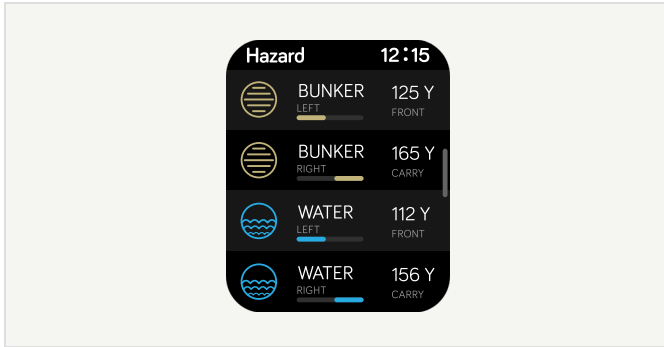 Hazard 12:15
BUNKER 125 Y
LEFT FRONT
BUNKER 165 Y
RIGHT CARRY
WATER 112 Y
LEFT FRONT
WATER 156 Y
RIGHT CARRY